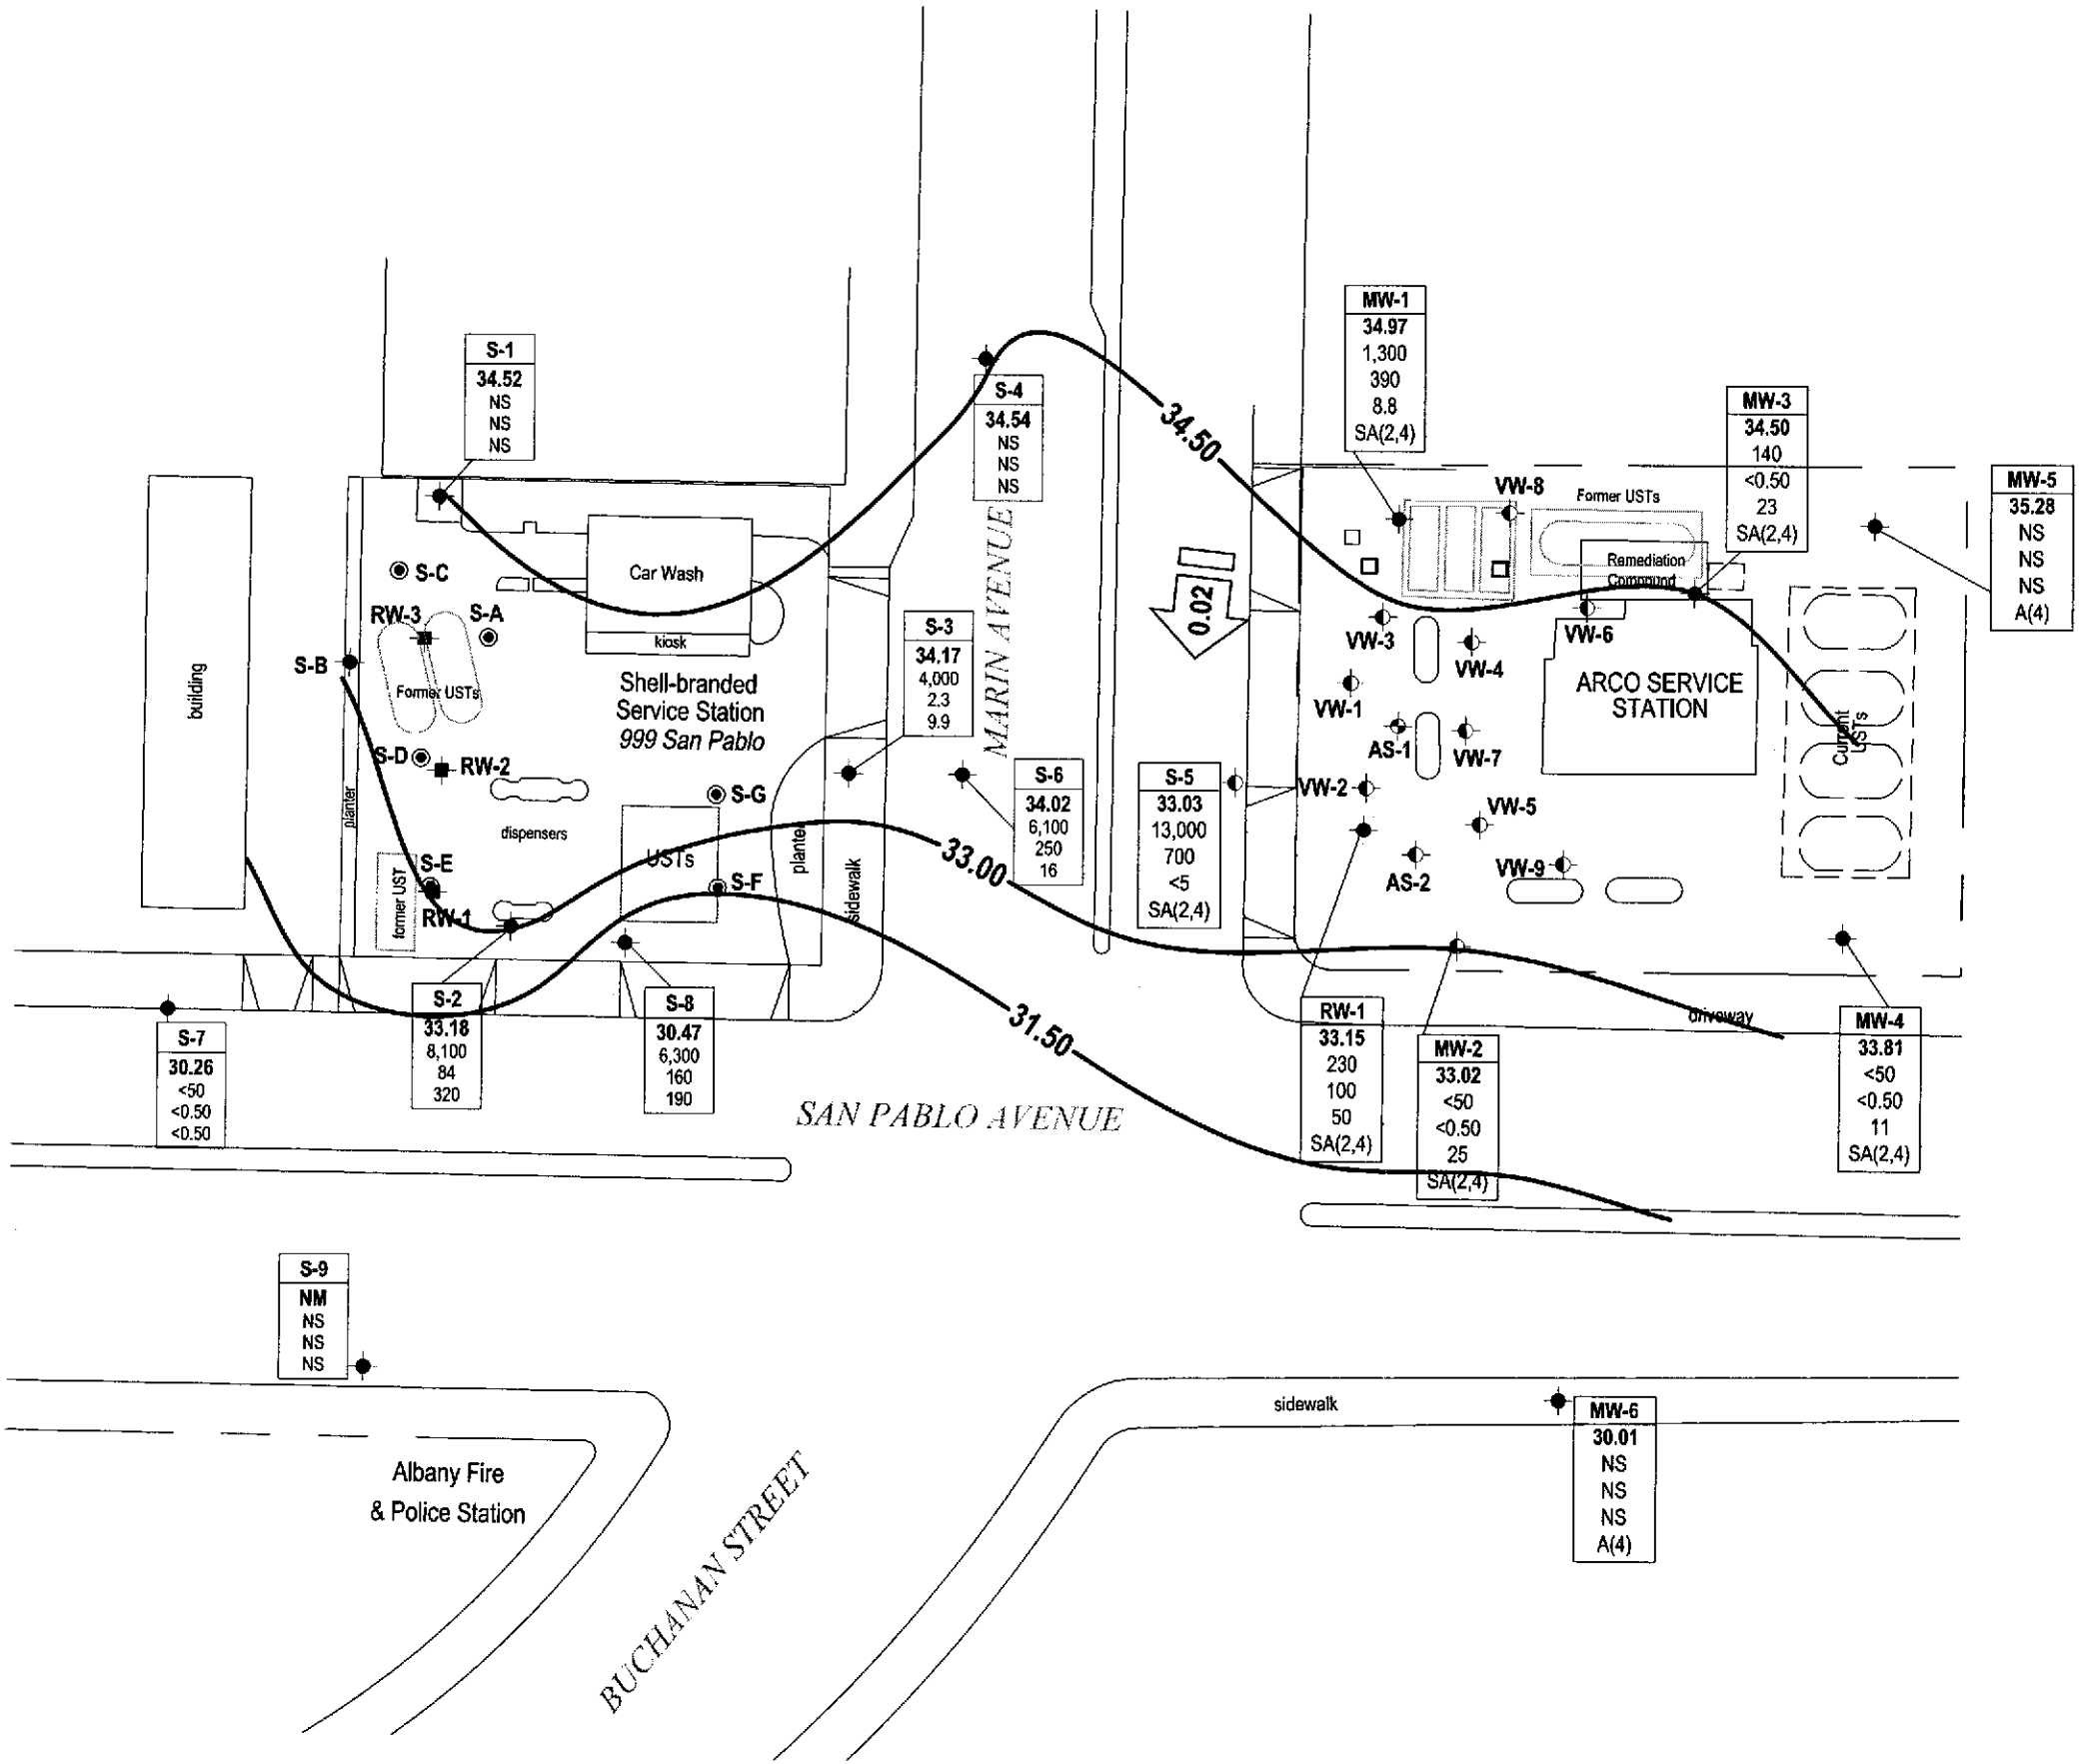 S-1
34.52
NS
NS
NS
S-4
34.54
NS
NS
NS
34.50
MW-1
34.97
1,300
390
8.8
SA(2,4)
MW-3
34.50
140
<0.50
23
SA(2,4)
MW-5
35.28
NS
NS
NS
A(4)
VW-8
Former USTs
Remediation
Compound
S-C
Car Wash
RW-3
S-A
kiosk
S-B
Former USTs
building
Shell-branded
Service Station
999 San Pablo
S-3
34.17
4,000
2.3
9.9
MARIN AVENUE
0.02
VW-3
VW-4
VW-6
ARCO SERVICE
STATION
VW-1
AS-1
VW-7
Current
USTs
S-D
RW-2
planter
dispensers
S-G
S-6
34.02
6,100
250
16
S-5
33.03
13,000
700
<5
SA(2,4)
VW-2
VW-5
AS-2
VW-9
S-E
RW-1
former UST
USTs
S-F
planter
sidewalk
33.00
31.50
S-7
30.26
<50
<0.50
<0.50
S-2
33.18
8,100
84
320
S-8
30.47
6,300
160
190
SAN PABLO AVENUE
RW-1
33.15
230
100
50
SA(2,4)
MW-2
33.02
<50
<0.50
25
SA(2,4)
driveway
MW-4
33.81
<50
<0.50
11
SA(2,4)
S-9
NM
NS
NS
NS
sidewalk
MW-6
30.01
NS
NS
NS
A(4)
Albany Fire
& Police Station
BUCHANAN STREET